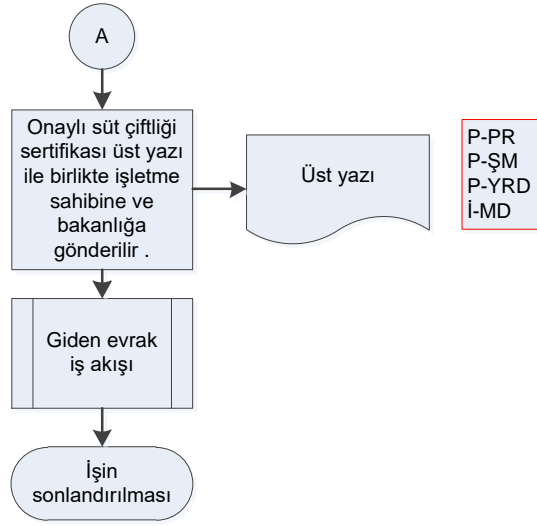 A
Onaylı süt çiftliği
sertifikası üst yazı
ile birlikte işletme
sahibine ve
bakanlığa
gönderilir .
Üst yazı
P-PR
P-ŞM
P-YRD
İ-MD
Giden evrak
iş akışı
İşin
sonlandırılması